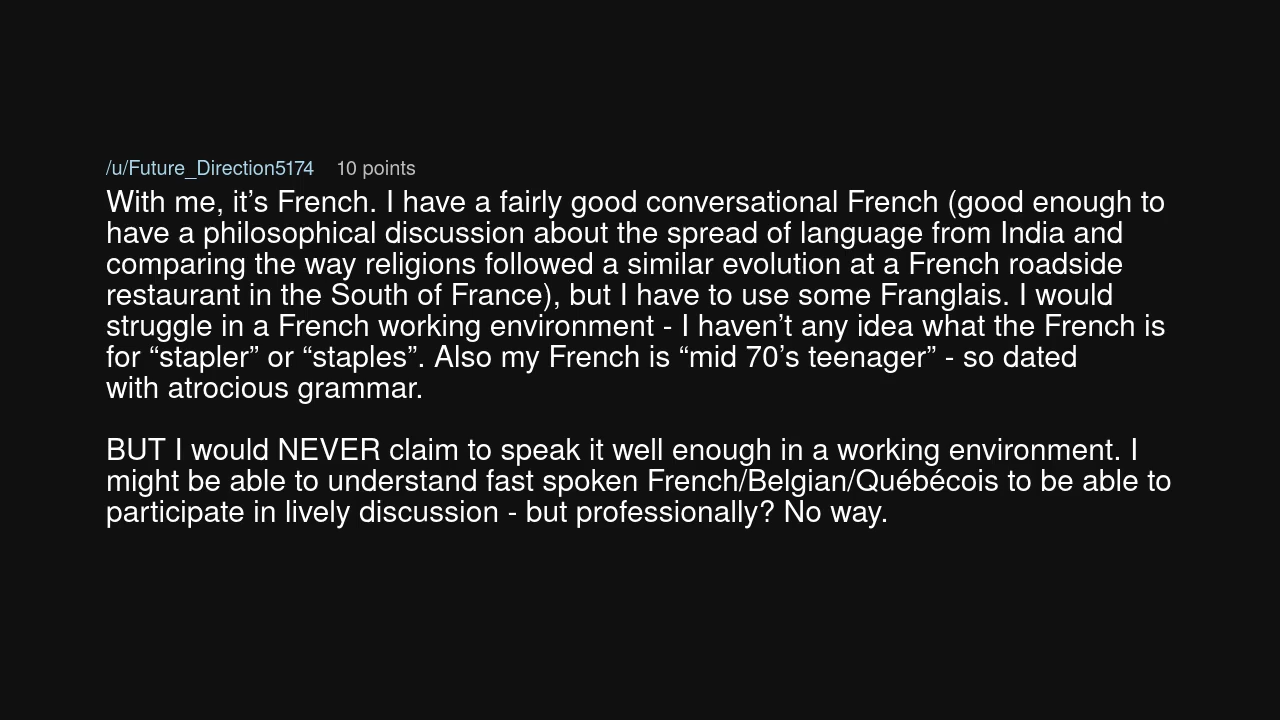 /u/Future_Direction5174 10 points
With me, it’s French. I have a fairly good conversational French (good enough to
have a philosophical discussion about the spread of language from India and
comparing the way religions followed a similar evolution at a French roadside
restaurant in the South of France), but I have to use some Franglais. I would
struggle in a French working environment - I haven’t any idea what the French is
for “stapler” or “staples”. Also my French is “mid 70’s teenager” - so dated
with atrocious grammar.
BUT I would NEVER claim to speak it well enough in a working environment. I
might be able to understand fast spoken French/Belgian/Québécois to be able to
participate in lively discussion - but professionally? No way.